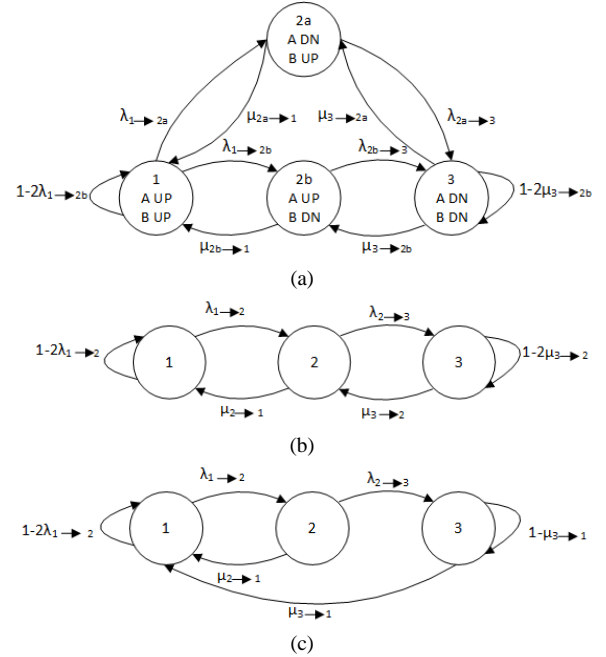 2a
A DN
B UP
λ1→2a
μ2a→1
μ3→2a
λ2a→3
λ1→2b
λ2b→3
1-2λ1→2b
1
A UP
B UP
2b
A UP
B DN
3
A DN
B DN
1-2μ3→2b
μ2b→1
μ3→2b
(a)
λ1→2
λ2→3
1-2λ1→2
1
2
3
1-2μ3→2
μ2→1
μ3→2
(b)
λ1→2
λ2→3
1-2λ1→2
1
2
3
1-μ3→1
μ2→1
μ3→1
(c)